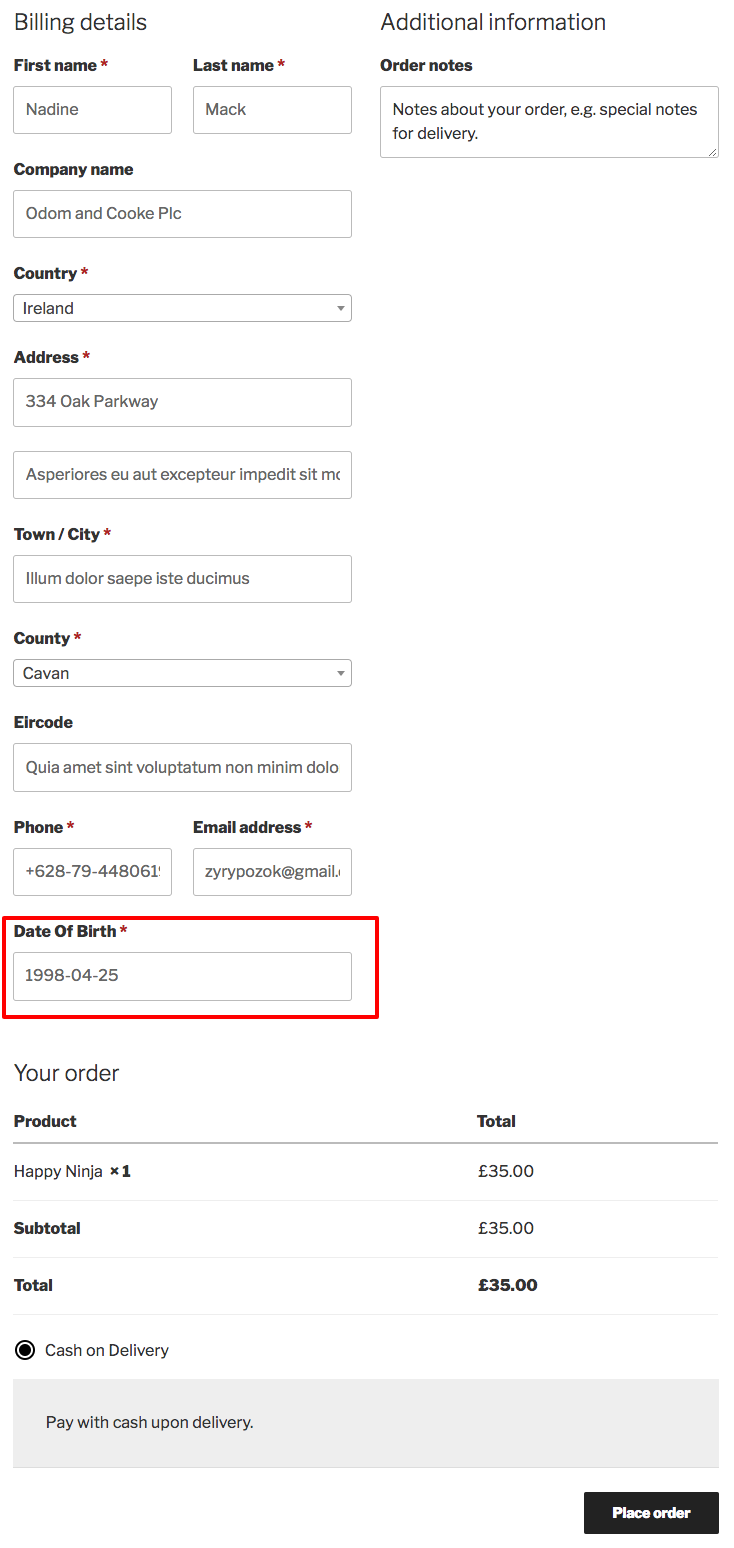 Billing details
First name *
Last name *
Nadine
Mack
Company name
Odom and Cooke Plc
Country *
Ireland
Address *
334 Oak Parkway
Asperiores eu aut excepteur impedit sit
Town / City *
Illum dolor saepe iste ducimus
County *
Cavan
Eircode
Quia amet sint voluptatum non minim dolo
Phone *
Email address *
+628-79-448061
zyrypozok@gmail.
Date Of Birth *
1998-04-25
Additional information
Order notes
Notes about your order, e.g. special notes
for delivery.
Your order
Product Total
Happy Ninja × 1 £35.00
Subtotal £35.00
Total £35.00
Cash on Delivery
Pay with cash upon delivery.
Place order